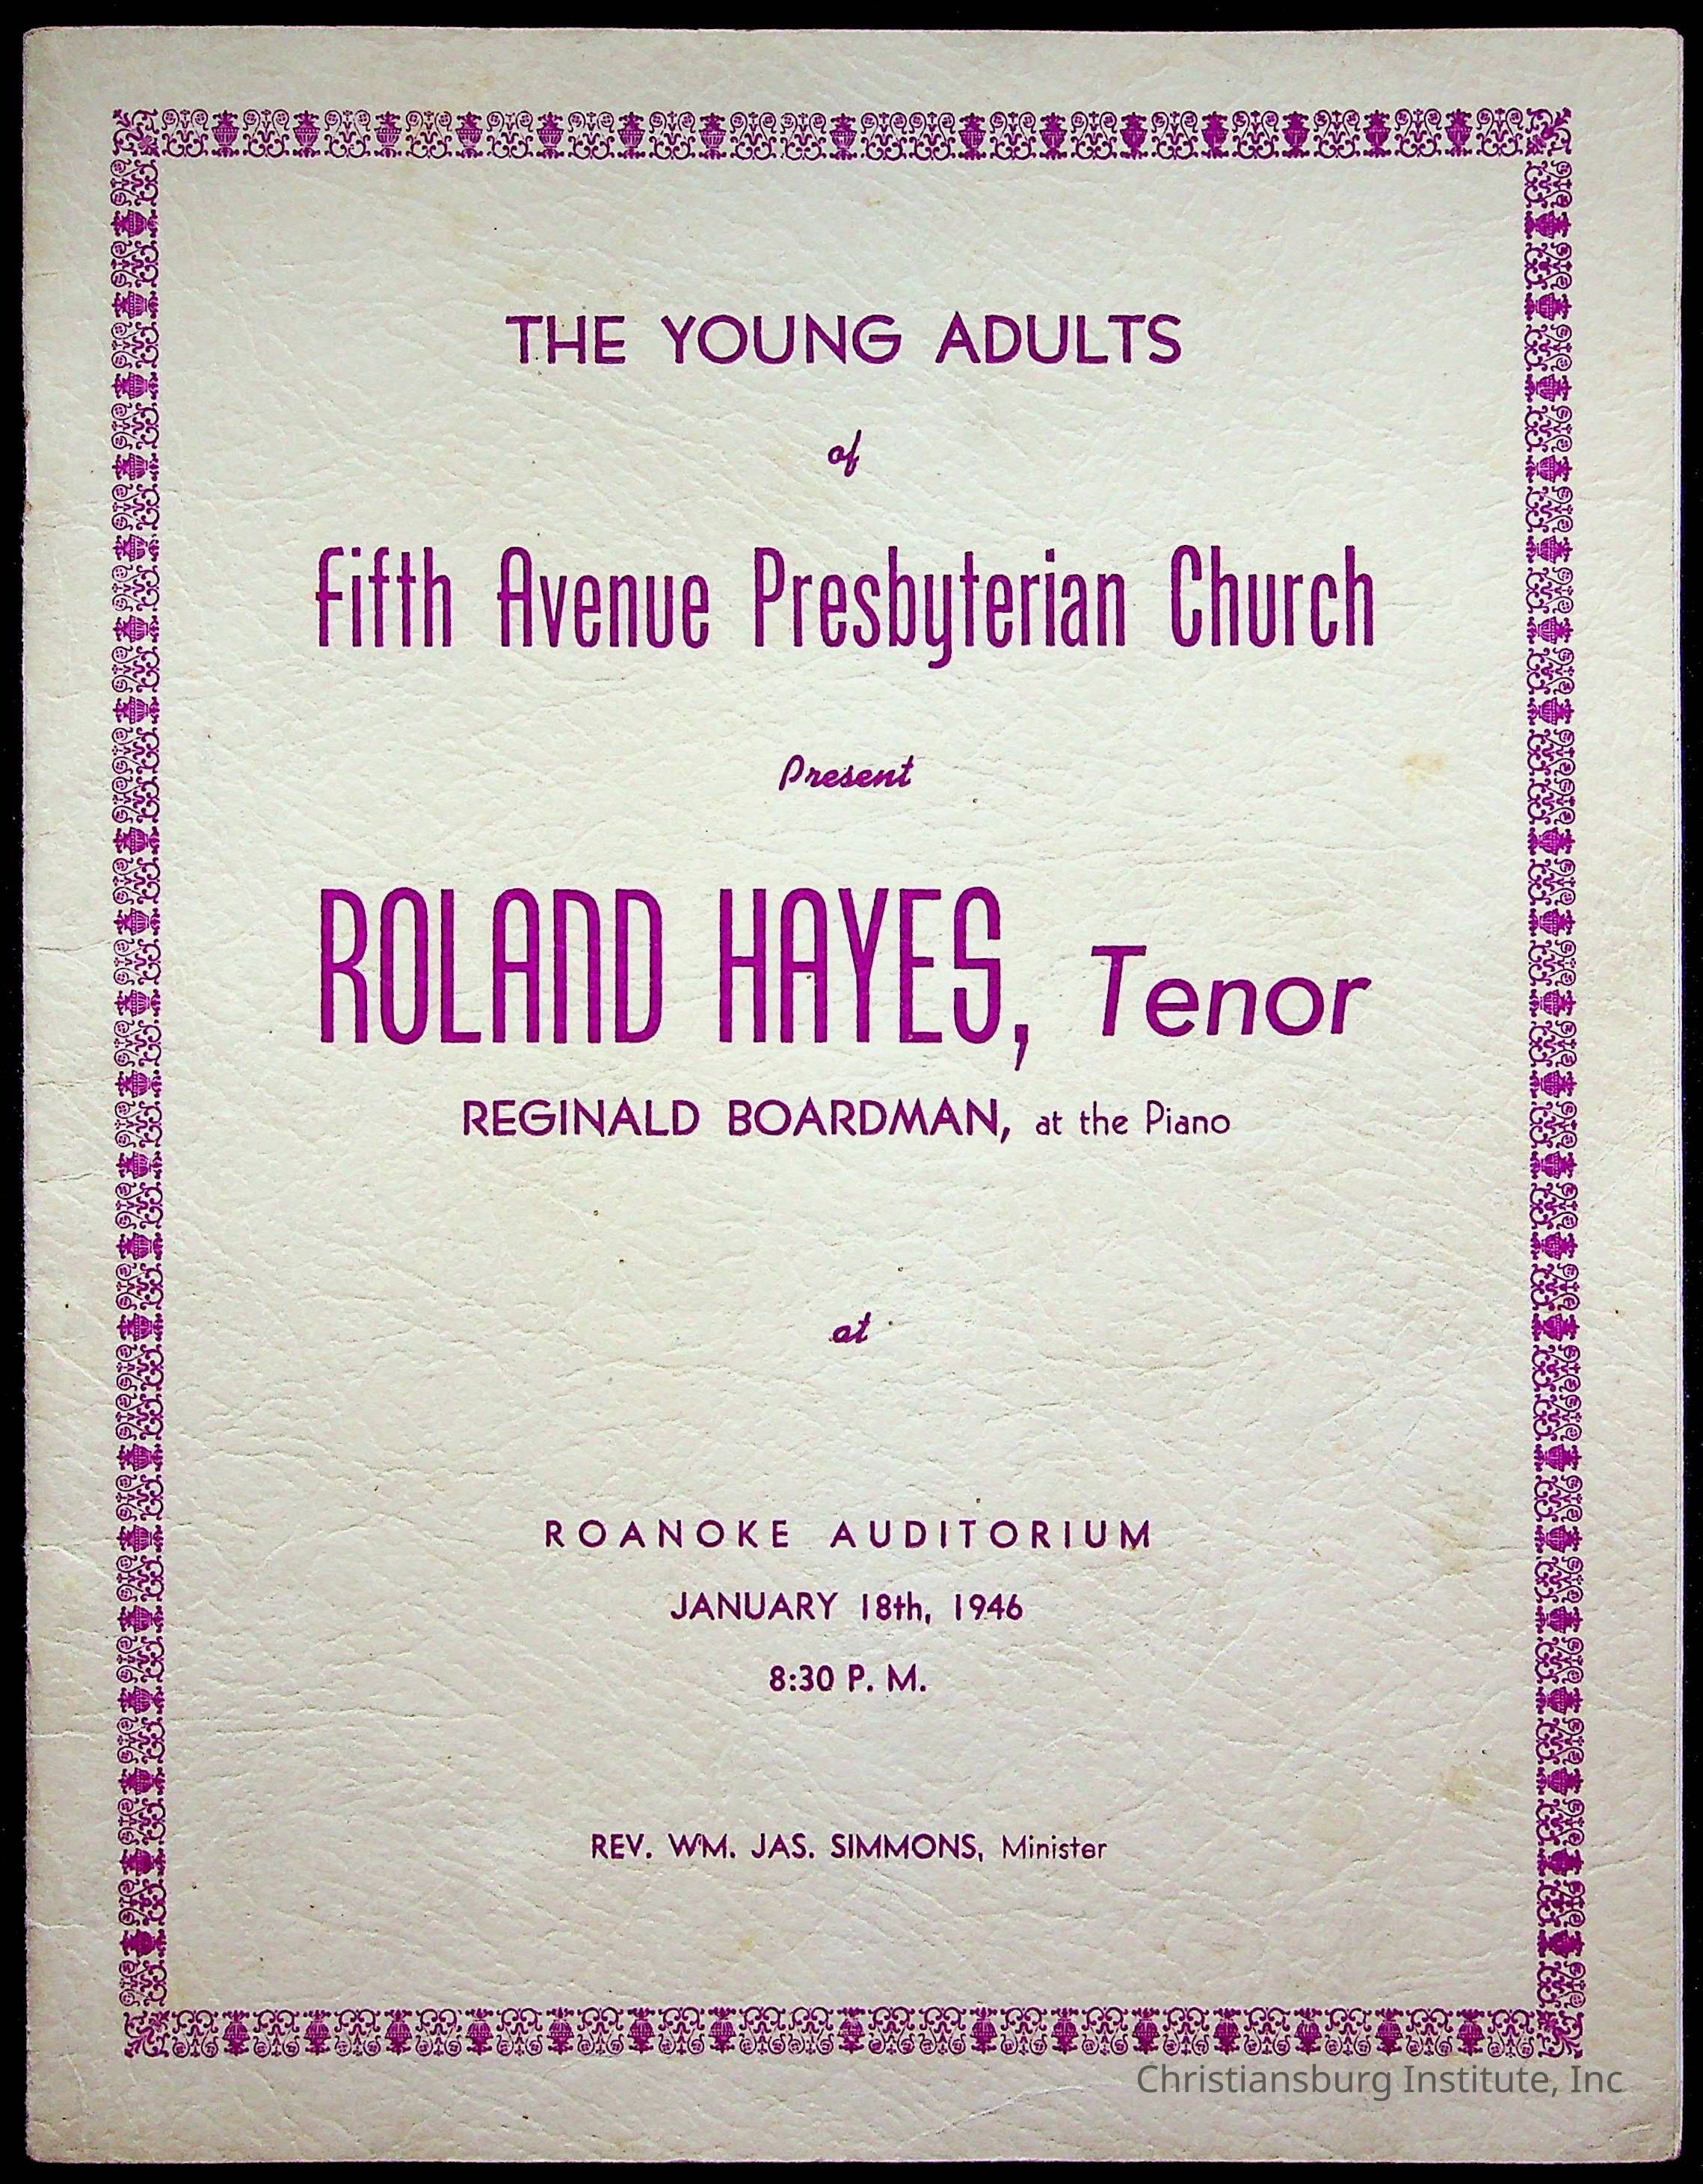 THE YOUNG ADULTS
of
Fifth Avenue Presbyterian Church
Present
ROLAND HAYES, Tenor
REGINALD BOARDMAN, at the Piano
at
ROANOKE AUDITORIUM
JANUARY 18th, 1946
8:30 P. M.
REV. WM. JAS. SIMMONS, Minister
Christiansburg Institute, Inc